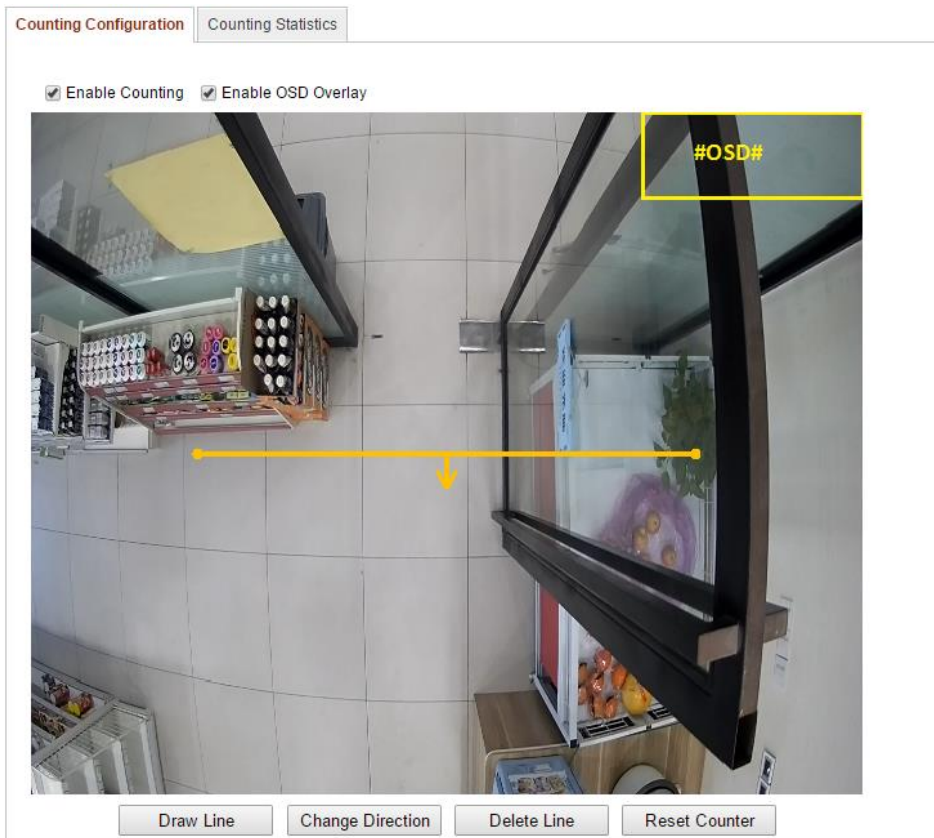 Counting Configuration
Counting Statistics
Enable Counting
Enable OSD Overlay
#OSD#
Draw Line
Change Direction
Delete Line
Reset Counter